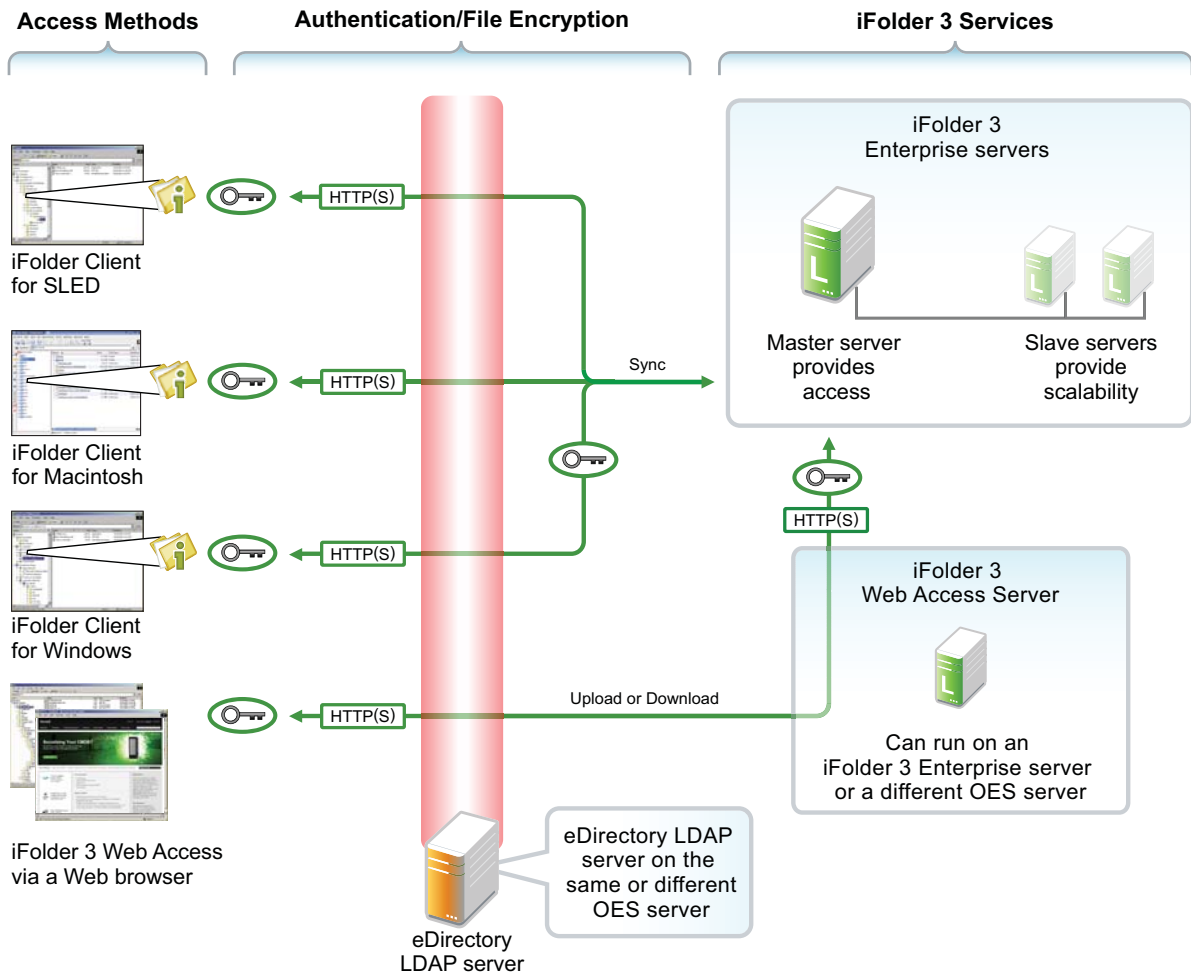 Access Methods
Authentication/File Encryption
iFolder 3 Services
iFolder Client
for SLED
HTTP(S)
iFolder Client
for Macintosh
HTTP(S)
Sync
iFolder Client
for Windows
HTTP(S)
iFolder 3 Web Access
via a Web browser
HTTP(S)
Upload or Download
eDirectory
LDAP server
eDirectory LDAP
server on the
same or different
OES server
iFolder 3
Enterprise servers
L
L
L
Master server
provides
access
Slave servers
provide
scalability
HTTP(S)
iFolder 3
Web Access Server
L
Can run on an
iFolder 3 Enterprise server
or a different OES server